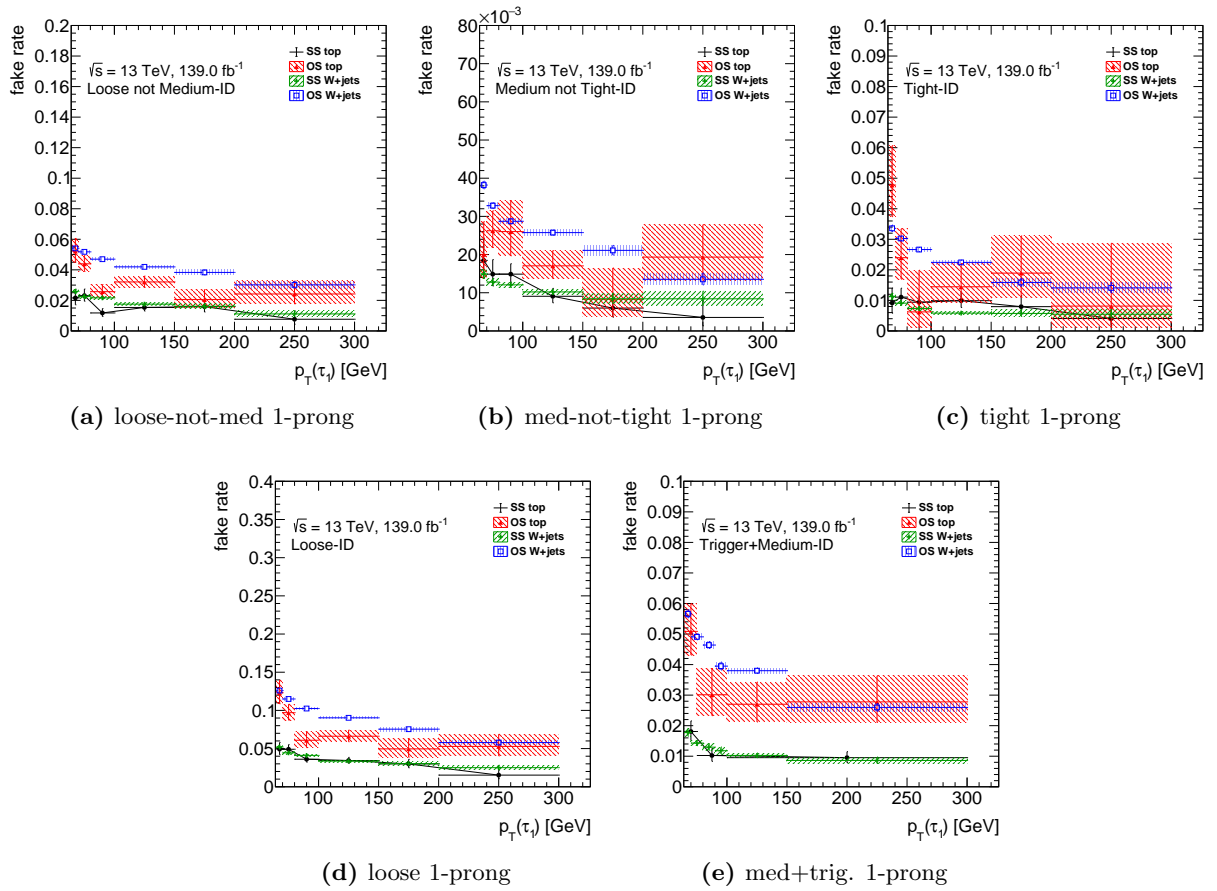 fake rate
0.2
0.18
0.16
0.14
0.12
0.1
0.08
0.06
0.04
0.02
0
√s = 13 TeV, 139.0 fb⁻¹
Loose not Medium-ID
SS top
OS top
SS W+jets
OS W+jets
100 150 200 250 300
p_T(τ₁) [GeV]
(a) loose-not-med 1-prong
fake rate
×10⁻³
80
70
60
50
40
30
20
10
0
√s = 13 TeV, 139.0 fb⁻¹
Medium not Tight-ID
SS top
OS top
SS W+jets
OS W+jets
100 150 200 250 300
p_T(τ₁) [GeV]
(b) med-not-tight 1-prong
fake rate
0.1
0.09
0.08
0.07
0.06
0.05
0.04
0.03
0.02
0.01
0
√s = 13 TeV, 139.0 fb⁻¹
Tight-ID
SS top
OS top
SS W+jets
OS W+jets
100 150 200 250 300
p_T(τ₁) [GeV]
(c) tight 1-prong
fake rate
0.4
0.35
0.3
0.25
0.2
0.15
0.1
0.05
0
√s = 13 TeV, 139.0 fb⁻¹
Loose-ID
SS top
OS top
SS W+jets
OS W+jets
100 150 200 250 300
p_T(τ₁) [GeV]
(d) loose 1-prong
fake rate
0.1
0.09
0.08
0.07
0.06
0.05
0.04
0.03
0.02
0.01
0
√s = 13 TeV, 139.0 fb⁻¹
Trigger+Medium-ID
SS top
OS top
SS W+jets
OS W+jets
100 150 200 250 300
p_T(τ₁) [GeV]
(e) med+trig. 1-prong